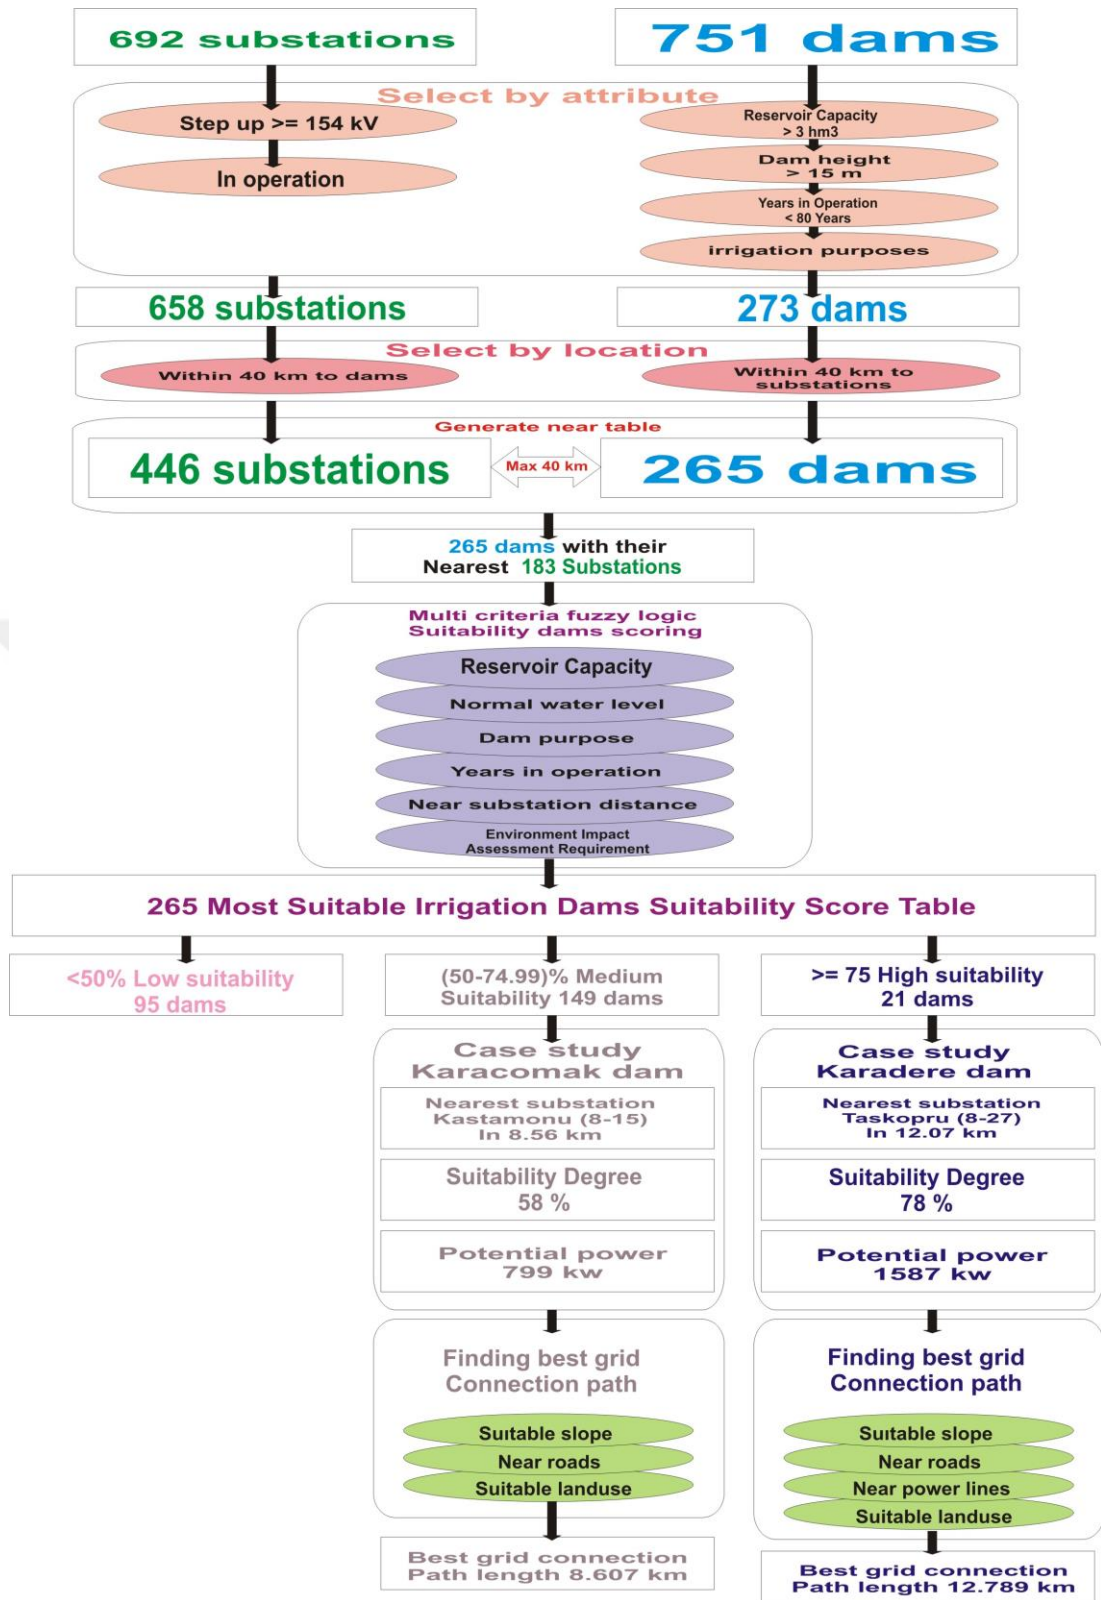 692 substations
751 dams
Select by attribute
Step up >= 154 kV
In operation
Reservoir Capacity
> 3 hm3
Dam height
> 15 m
Years in Operation
< 80 Years
irrigation purposes
658 substations
273 dams
Select by location
Within 40 km to dams
Within 40 km to
substations
Generate near table
446 substations
Max 40 km
265 dams
265 dams with their
Nearest 183 Substations
Multi criteria fuzzy logic
Suitability dams scoring
Reservoir Capacity
Normal water level
Dam purpose
Years in operation
Near substation distance
Environment Impact
Assessment Requirement
265 Most Suitable Irrigation Dams Suitability Score Table
<50% Low suitability
95 dams
(50-74.99)% Medium
Suitability 149 dams
>= 75 High suitability
21 dams
Case study
Karacomak dam
Nearest substation
Kastamonu (8-15)
In 8.56 km
Suitability Degree
58 %
Potential power
799 kw
Finding best grid
Connection path
Suitable slope
Near roads
Suitable landuse
Best grid connection
Path length 8.607 km
Case study
Karadere dam
Nearest substation
Taskopru (8-27)
In 12.07 km
Suitability Degree
78 %
Potential power
1587 kw
Finding best grid
Connection path
Suitable slope
Near roads
Near power lines
Suitable landuse
Best grid connection
Path length 12.789 km